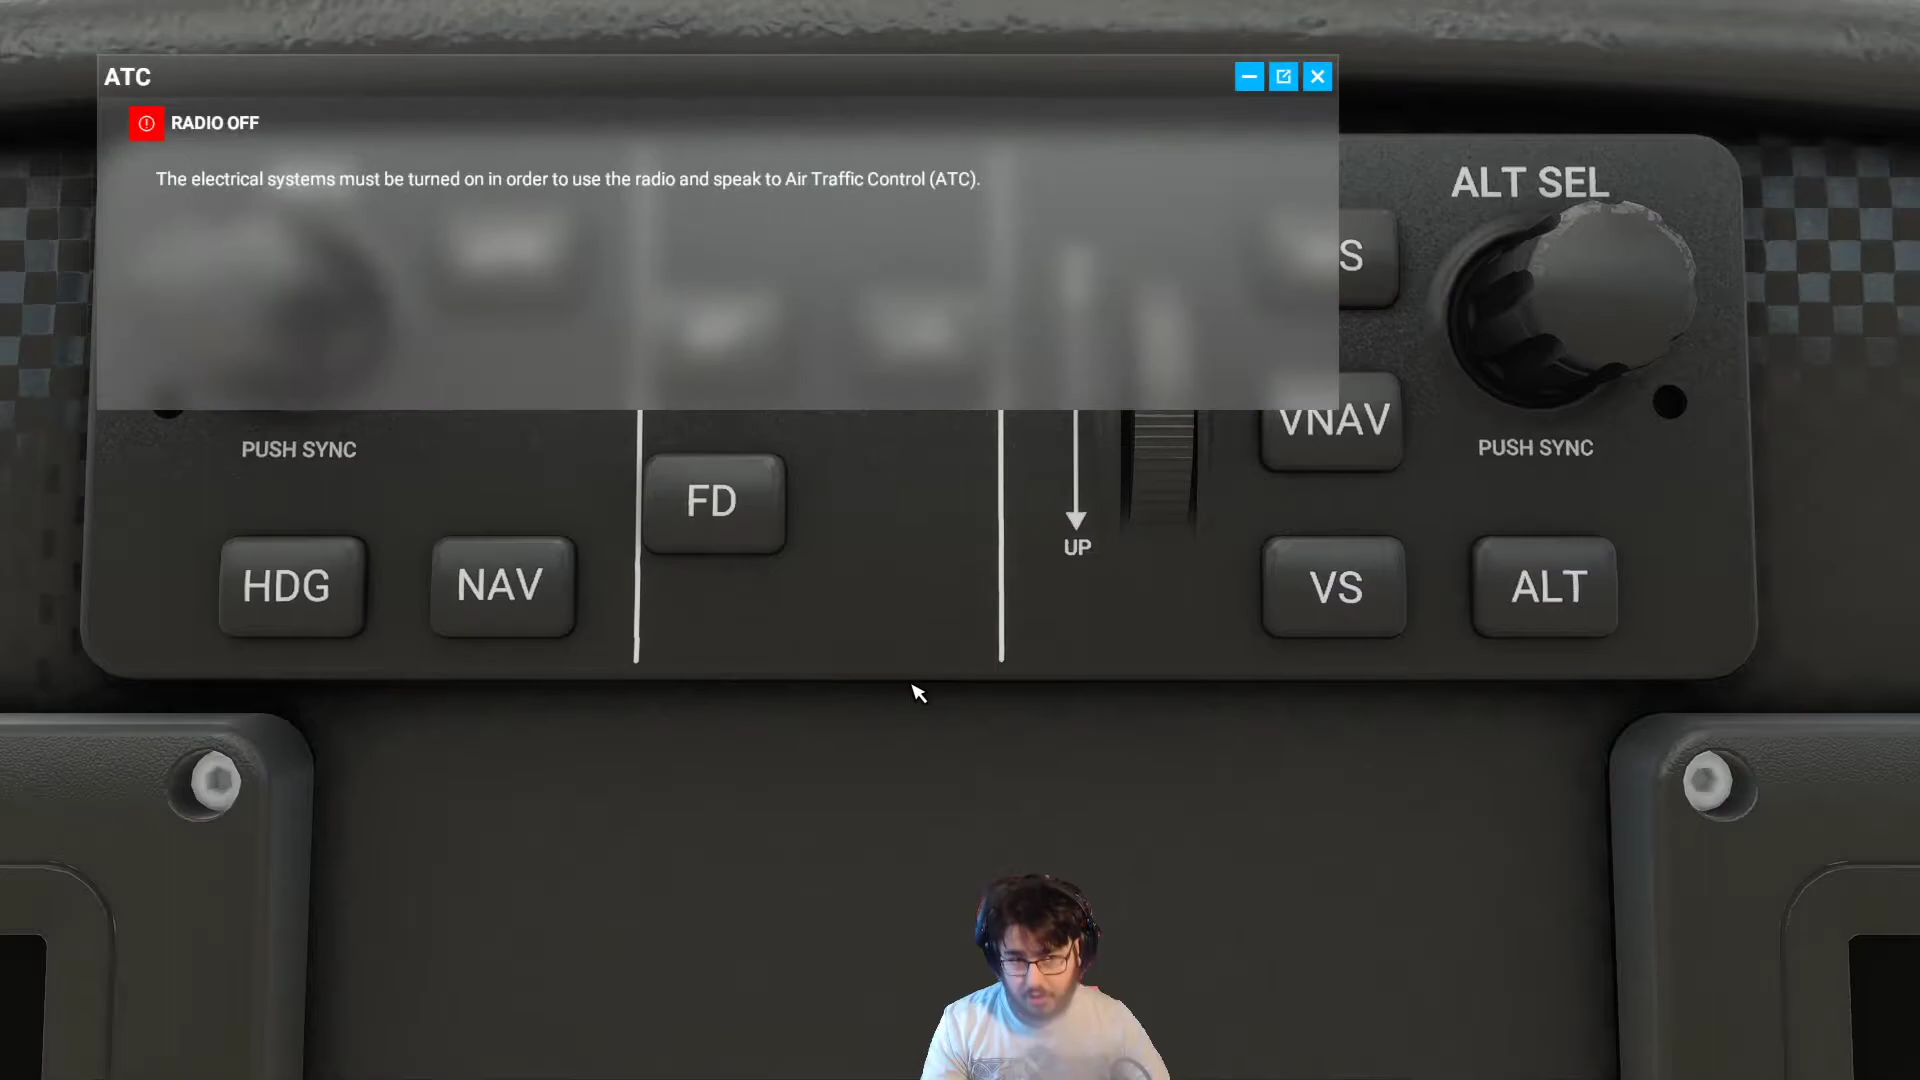 ATC
RADIO OFF
The electrical systems must be turned on in order to use the radio and speak to Air Traffic Control (ATC).
ALT SEL
S
VNAV
PUSH SYNC
PUSH SYNC
FD
UP
HDG
NAV
VS
ALT